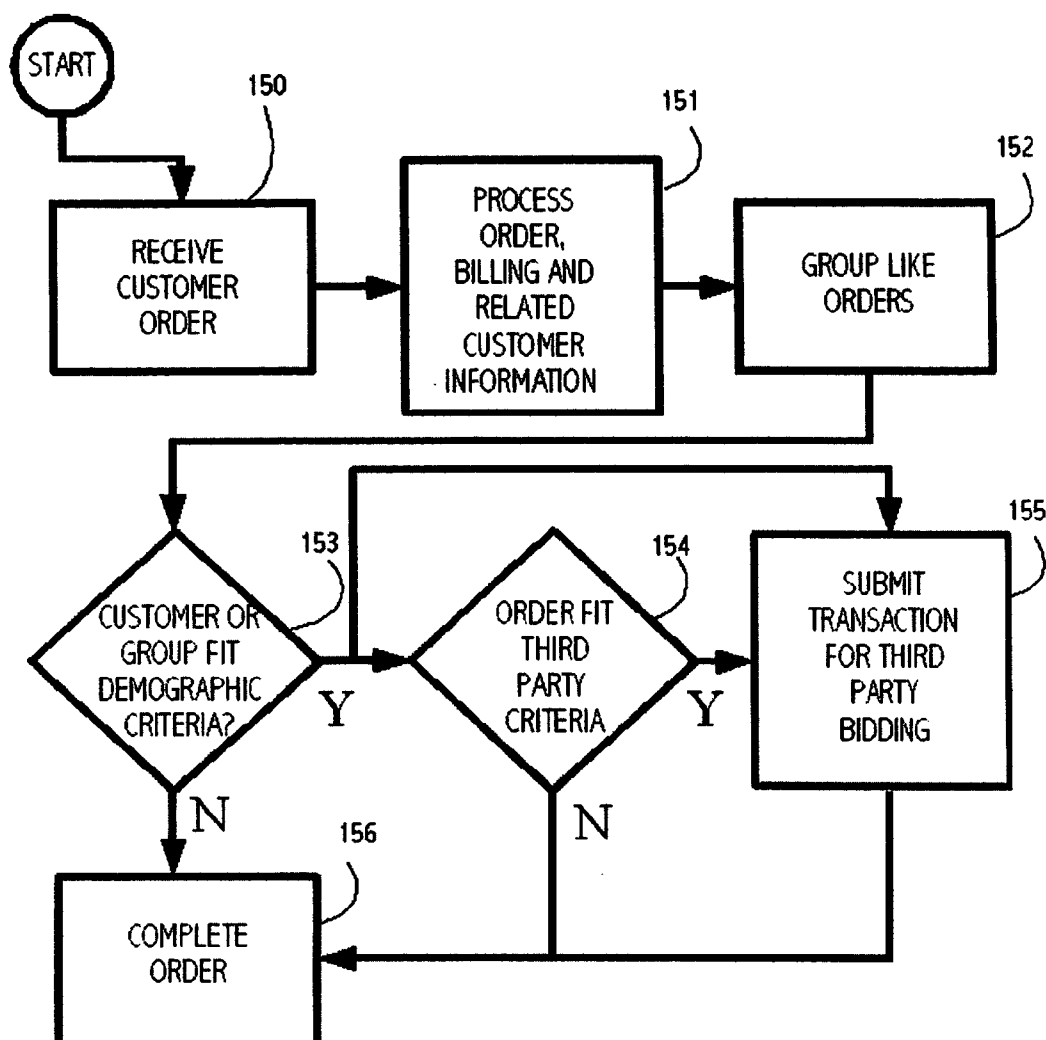 START
150
RECEIVE
CUSTOMER
ORDER
151
PROCESS
ORDER,
BILLING AND
RELATED
CUSTOMER
INFORMATION
152
GROUP LIKE
ORDERS
153
CUSTOMER OR
GROUP FIT
DEMOGRAPHIC
CRITERIA?
Y
N
154
ORDER FIT
THIRD
PARTY
CRITERIA
Y
N
155
SUBMIT
TRANSACTION
FOR THIRD
PARTY
BIDDING
156
COMPLETE
ORDER